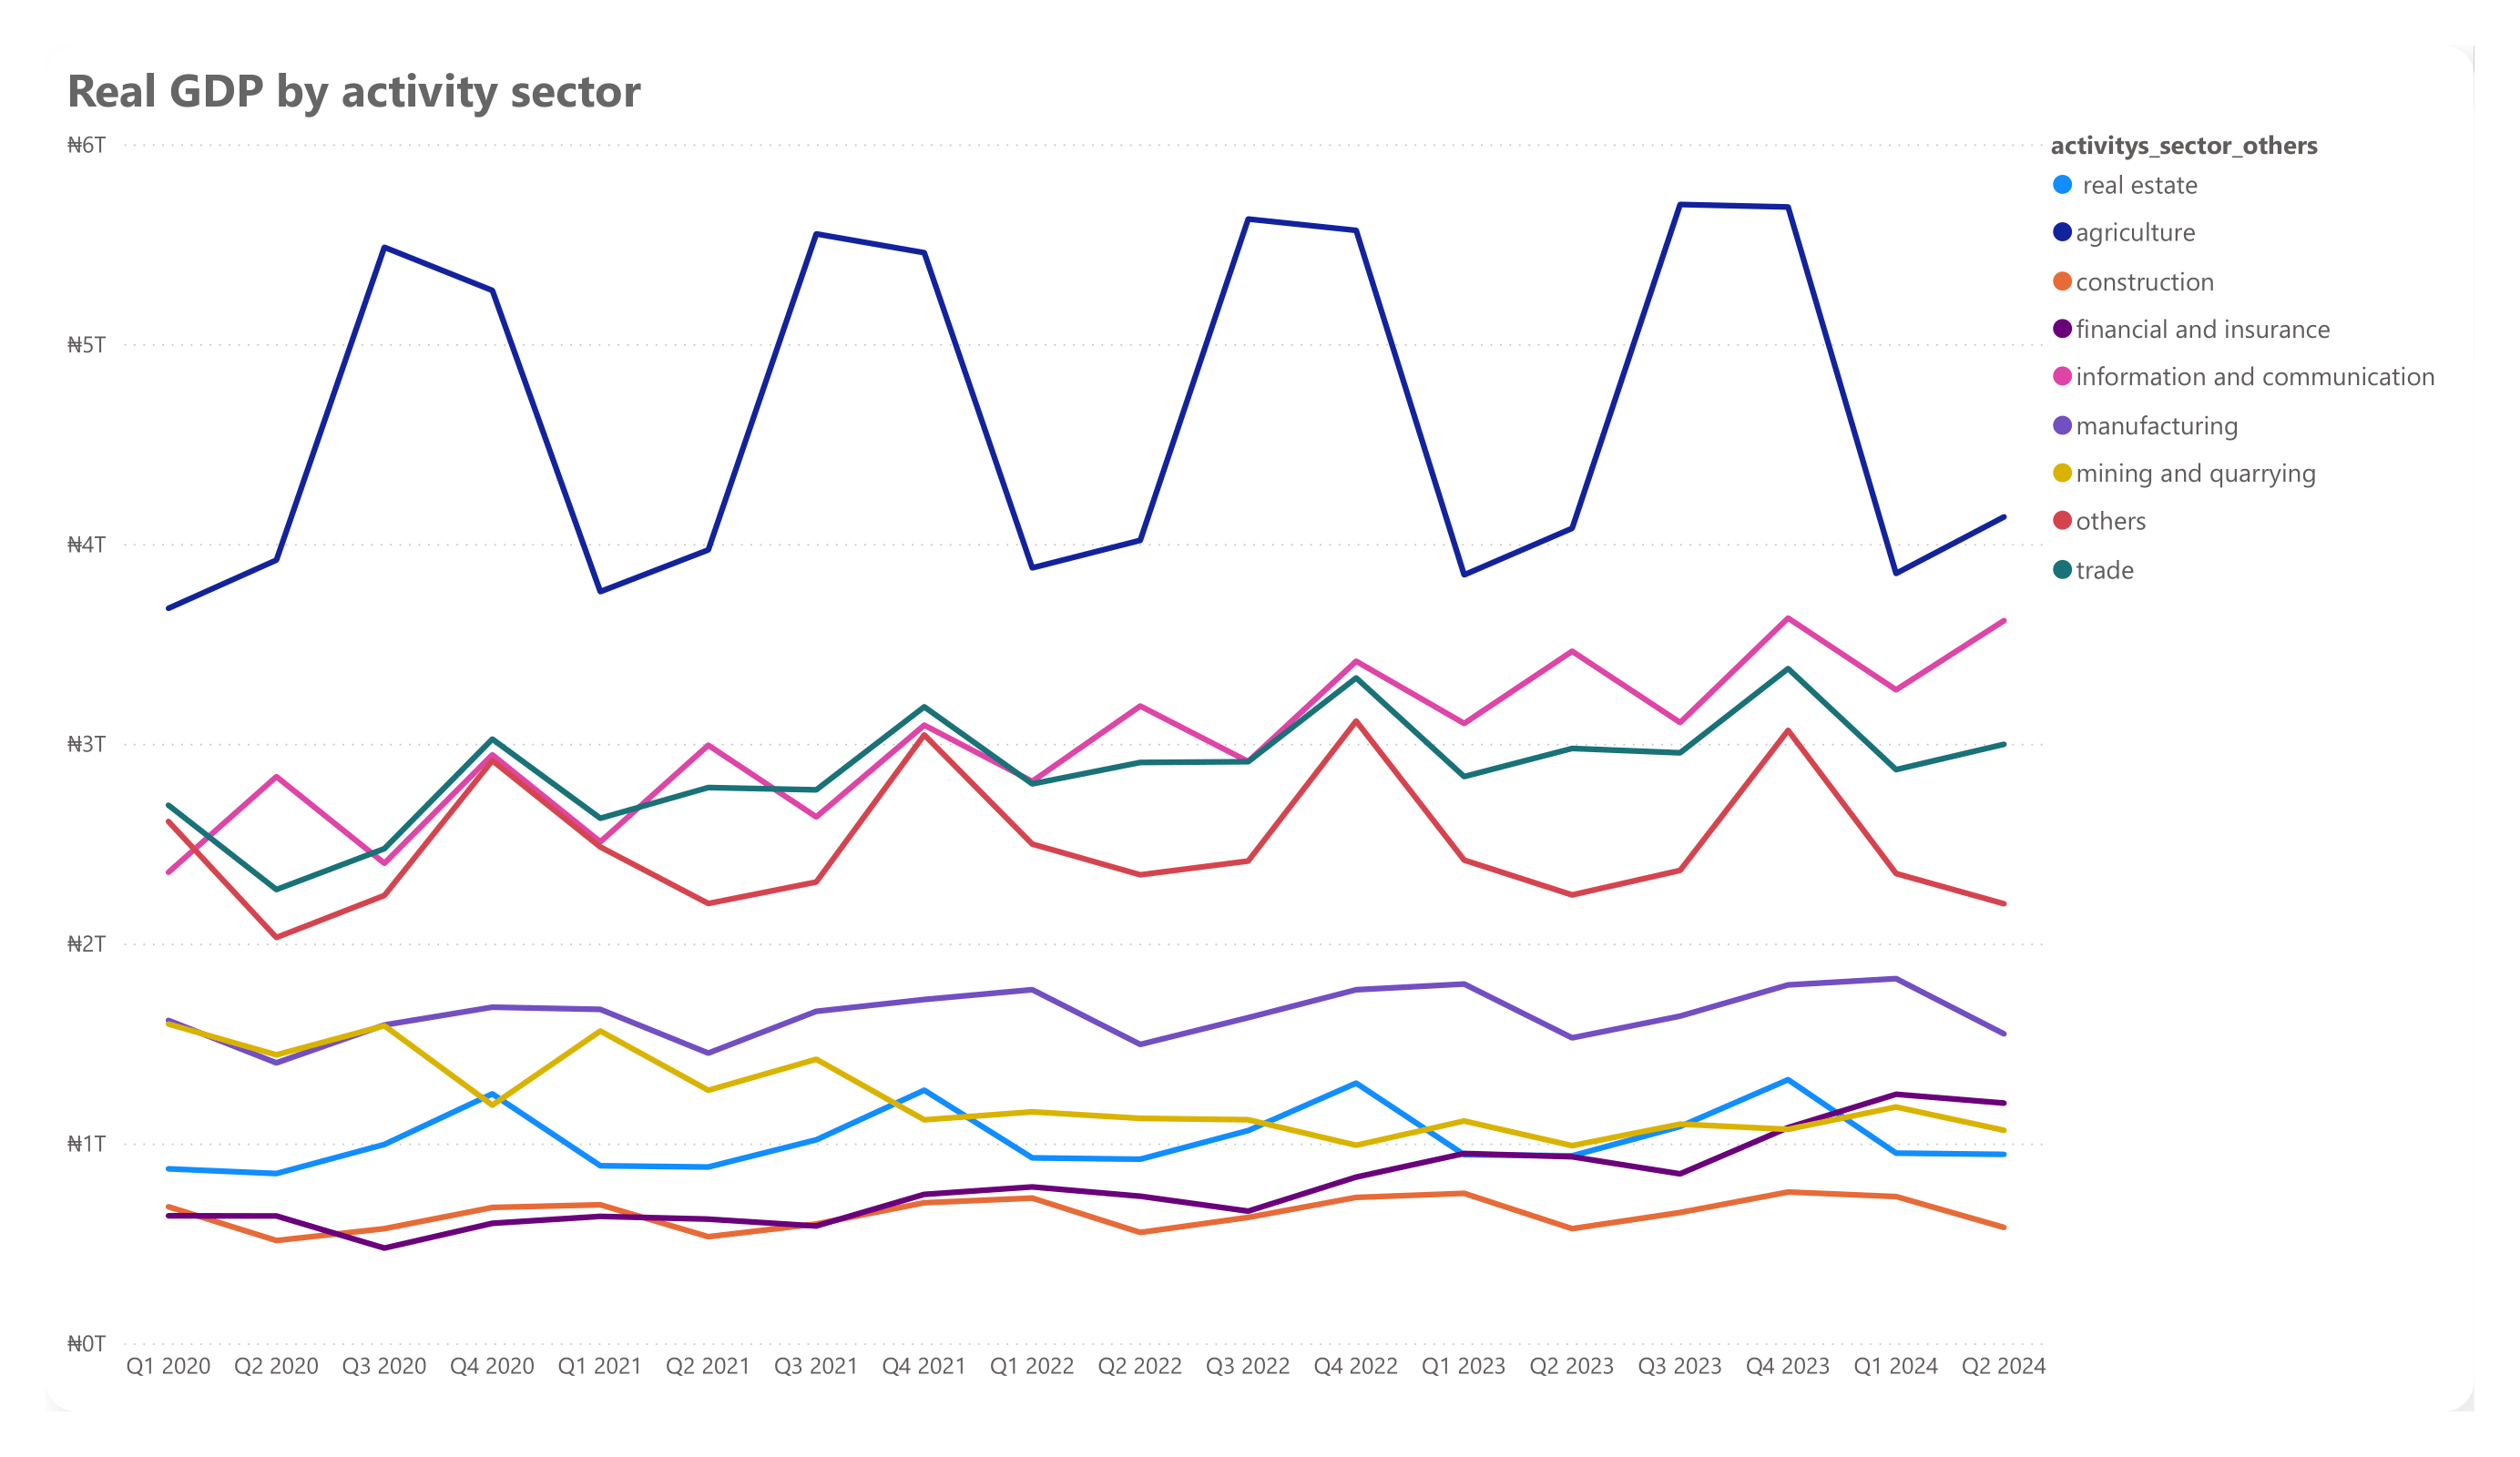 Real GDP by activity sector
₦6T
₦5T
₦4T
₦3T
₦2T
₦1T
₦0T
Q1 2020 Q2 2020 Q3 2020 Q4 2020 Q1 2021 Q2 2021 Q3 2021 Q4 2021 Q1 2022 Q2 2022 Q3 2022 Q4 2022 Q1 2023 Q2 2023 Q3 2023 Q4 2023 Q1 2024 Q2 2024
activitys_sector_others
real estate
agriculture
construction
financial and insurance
information and communication
manufacturing
mining and quarrying
others
trade